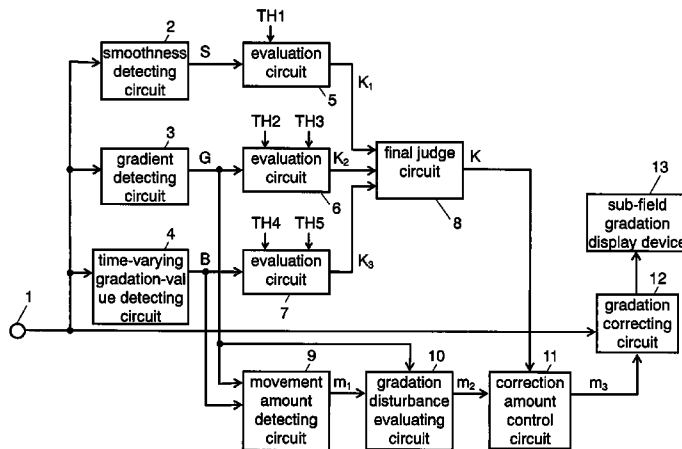 TH1
2
smoothness
detecting
circuit
S
evaluation
circuit
5
K1
TH2 TH3
3
gradient
detecting
circuit
G
evaluation
circuit
6
K2
final judge
circuit
8
K
TH4 TH5
4
time-varying
gradation-val
ue detecting
circuit
B
evaluation
circuit
7
K3
13
sub-field
gradation
display device
1
12
gradation
correcting
circuit
9
movement
amount
detecting
circuit
m1
10
gradation
disturbance
evaluating
circuit
m2
11
correction
amount
control
circuit
m3